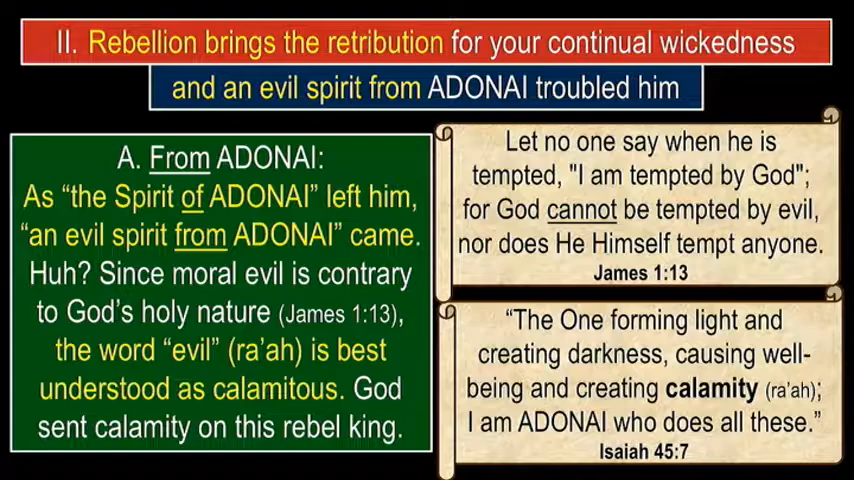 II. Rebellion brings the retribution for your continual wickedness
and an evil spirit from ADONAI troubled him
A. From ADONAI:
As “the Spirit of ADONAI” left him,
“an evil spirit from ADONAI” came.
Huh? Since moral evil is contrary
to God’s holy nature (James 1:13),
the word “evil” (ra’ah) is best
understood as calamitous. God
sent calamity on this rebel king.
Let no one say when he is
tempted, "I am tempted by God";
for God cannot be tempted by evil,
nor does He Himself tempt anyone.
James 1:13
“The One forming light and
creating darkness, causing well-
being and creating calamity (ra’ah);
I am ADONAI who does all these.”
Isaiah 45:7